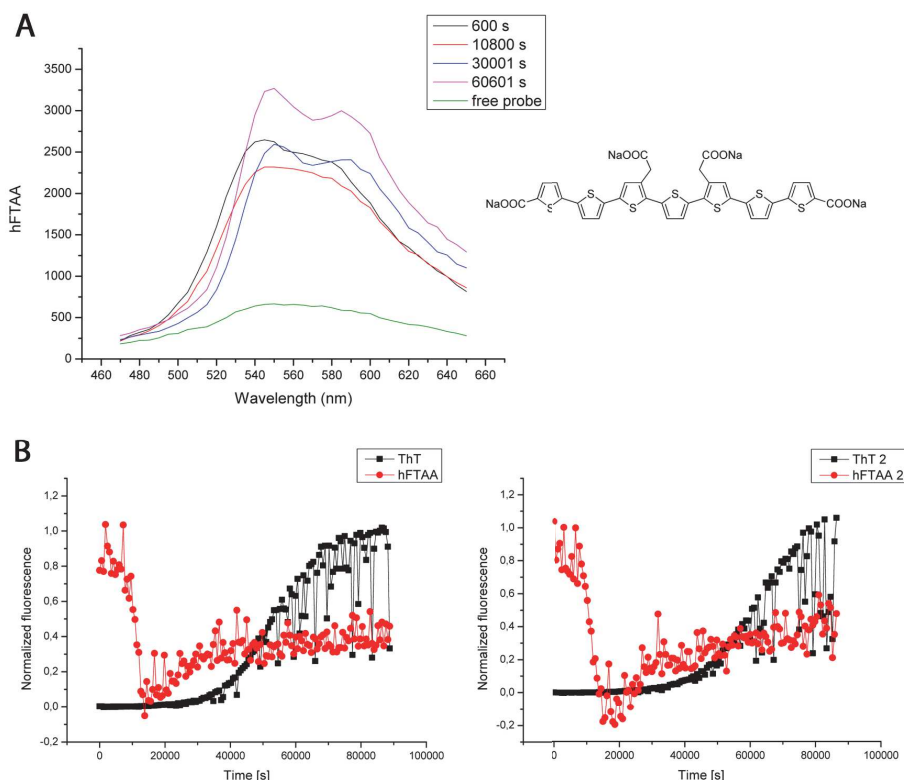 A
600 s
10800 s
30001 s
60601 s
free probe
hFTAA
3500
3000
2500
2000
1500
1000
500
0
460 480 500 520 540 560 580 600 620 640 660
Wavelength (nm)
COONa COONa
NaOOC S S S S S S S COONa
B
ThT
hFTAA
Normalized fluorescence
1,2
1,0
0,8
0,6
0,4
0,2
0,0
0,2
0 20000 40000 60000 80000 100000
Time [s]
ThT 2
hFTAA 2
Normalized fluorescence
1,2
1,0
0,8
0,6
0,4
0,2
0,0
-0,2
0 20000 40000 60000 80000 100000
Time [s]